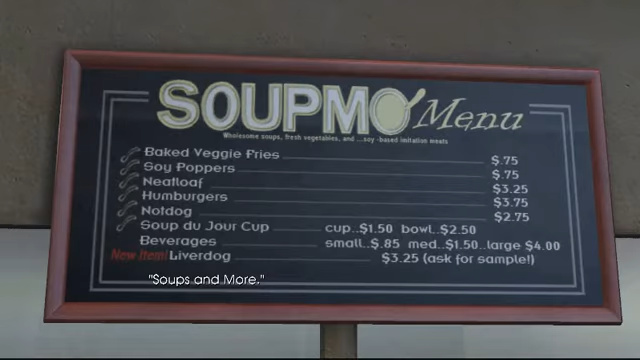 SOUPMO Menu
Wholesome soups, fresh vegetables, and ...soy -based imitation meats
Baked Veggie Fries $.75
Soy Poppers $.75
Neatloaf $3.25
Humburgers $3.75
Notdog $2.75
Soup du Jour Cup cup..$1.50 bowl..$2.50
Beverages small..$.85 med..$1.50..large $4.00
New Item! Liverdog $3.25 (ask for sample!)
"Soups and More."